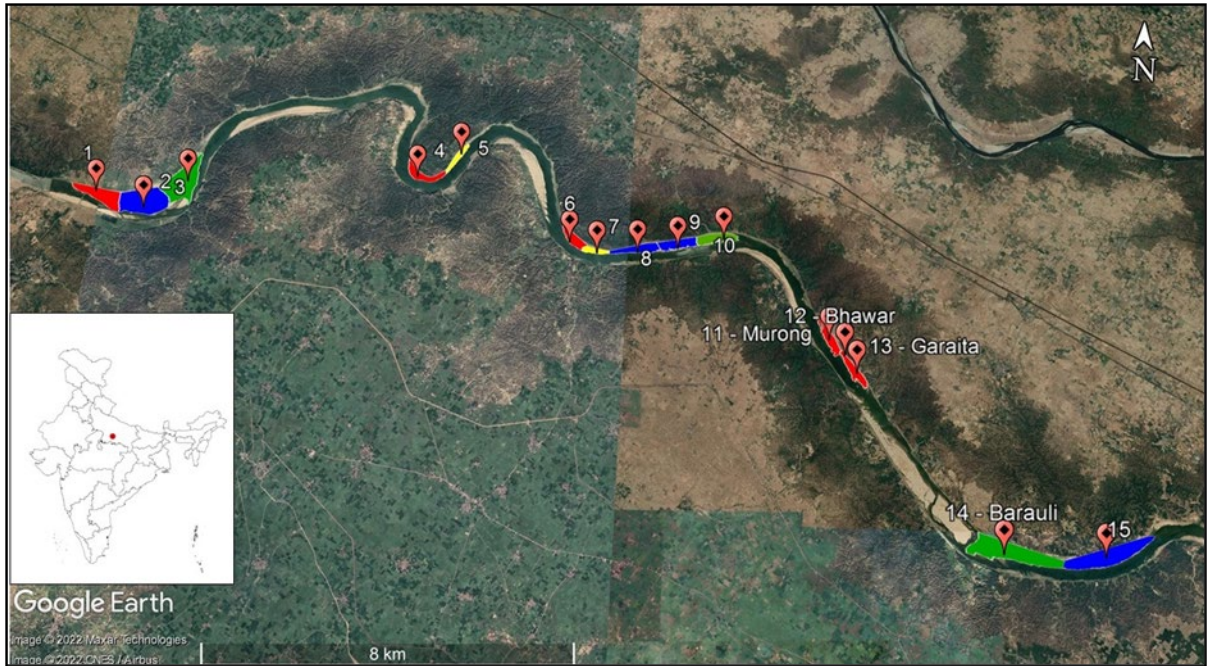 N
1
2
3
4
5
6
7
8
9
10
12 - Bhawar
11 - Murong
13 - Garaita
14 - Barauli
15
Google Earth
Image © 2022 Maxar Technologies
Image © 2022 CNES / Airbus
8 km